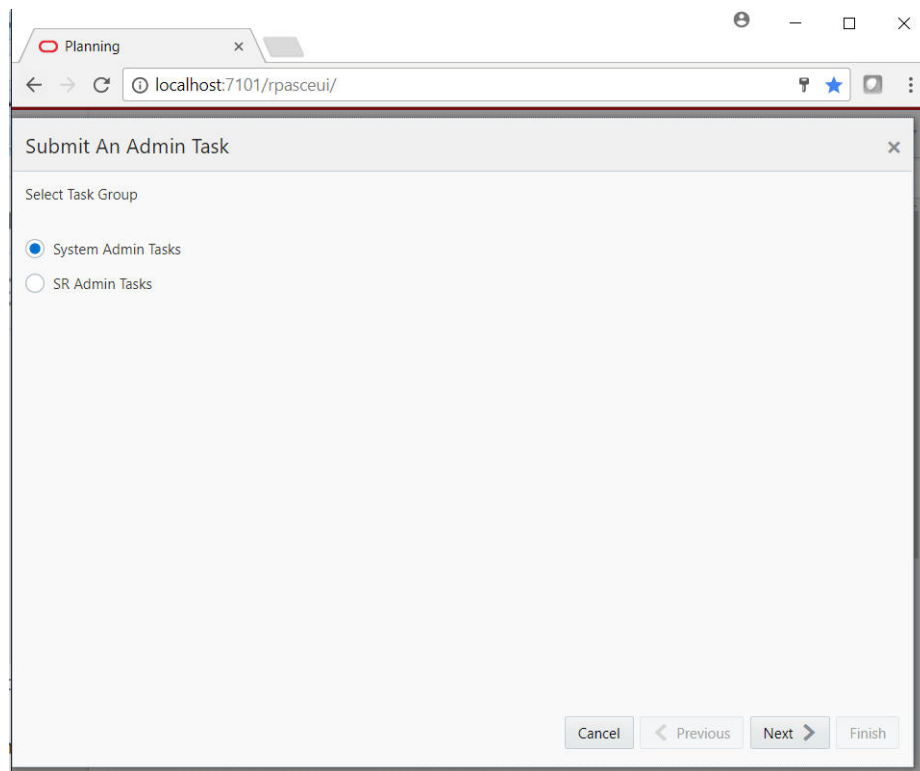 Planning
localhost:7101/rpasceui/
Submit An Admin Task
Select Task Group
System Admin Tasks
SR Admin Tasks
Cancel Previous Next Finish